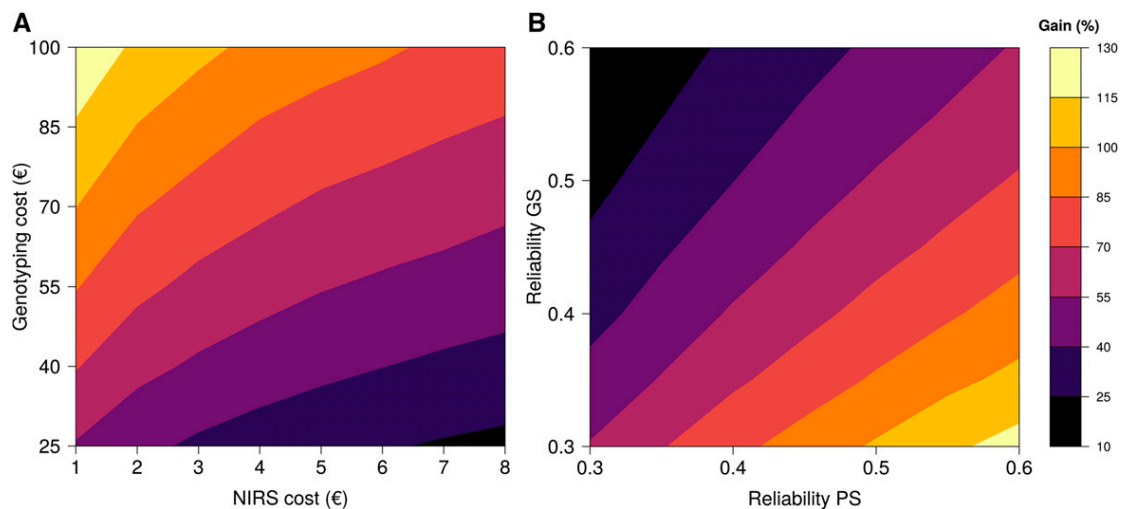 A
B
Gain (%)
100
85
70
55
40
25
Genotyping cost (€)
1 2 3 4 5 6 7 8
NIRS cost (€)
0.6
0.5
0.4
0.3
Reliability GS
0.3 0.4 0.5 0.6
Reliability PS
130
115
100
85
70
55
40
25
10